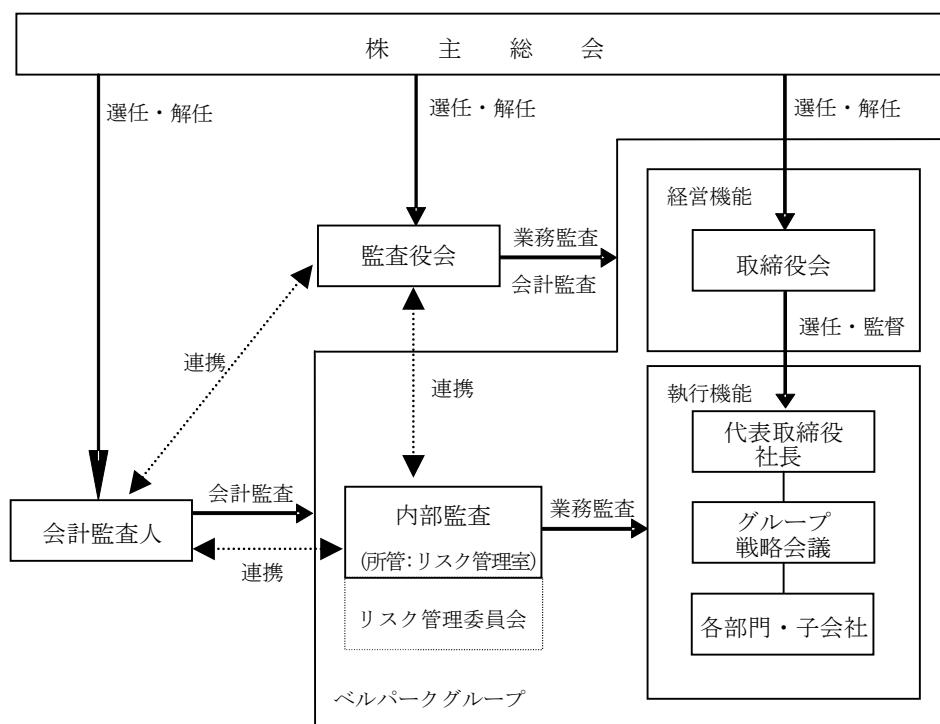 株 主 総 会
選任・解任
選任・解任
選任・解任
経営機能
監査役会
業務監査
会計監査
取締役会
選任・監督
連携
連携
執行機能
代表取締役
社長
会計監査
内部監査
(所管：リスク管理室)
業務監査
会計監査人
グループ
戦略会議
連携
リスク管理委員会
各部門・子会社
ベルパークグループ